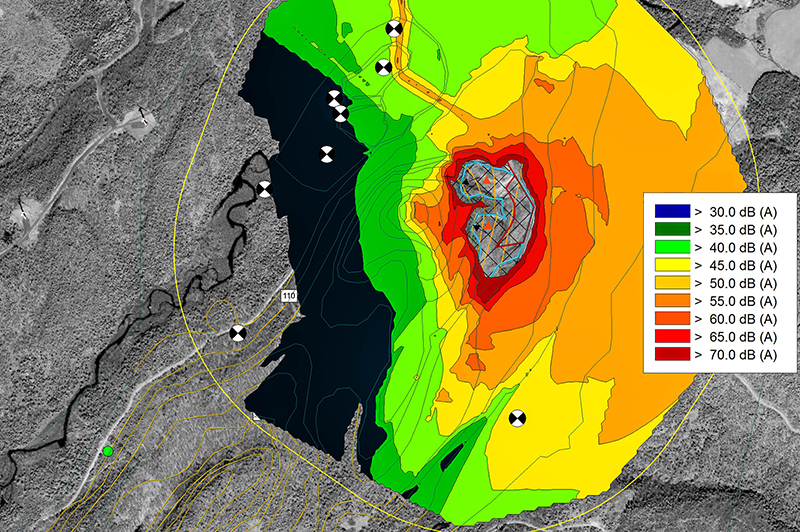 110
> 30.0 dB (A)
> 35.0 dB (A)
> 40.0 dB (A)
> 45.0 dB (A)
> 50.0 dB (A)
> 55.0 dB (A)
> 60.0 dB (A)
> 65.0 dB (A)
> 70.0 dB (A)